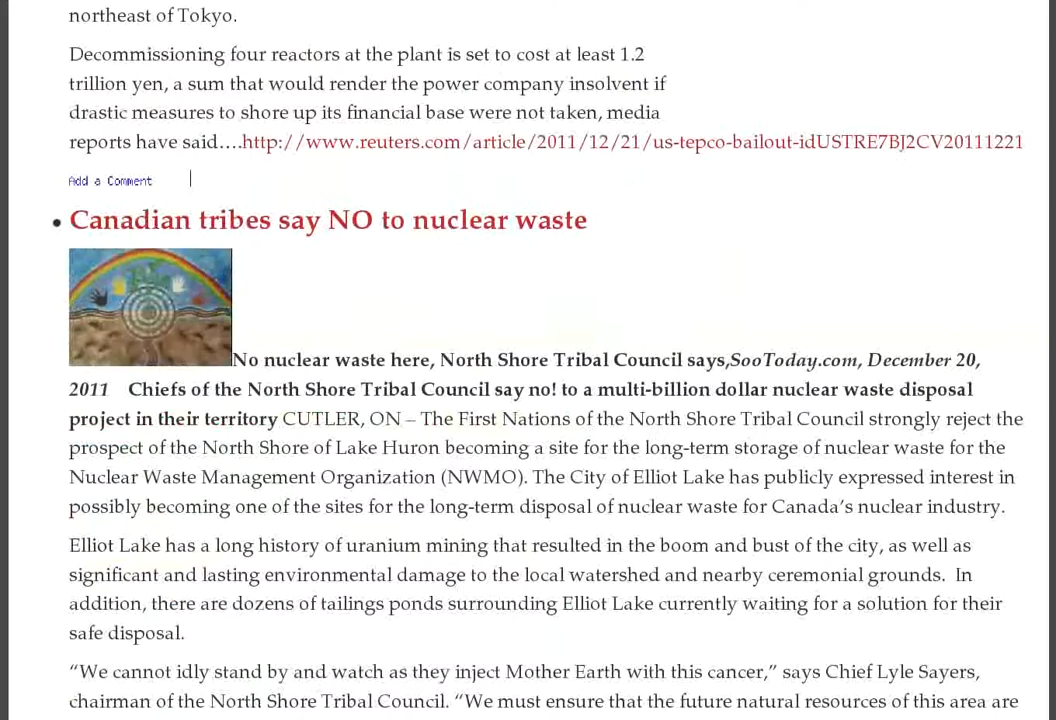 northeast of Tokyo.
Decommissioning four reactors at the plant is set to cost at least 1.2
trillion yen, a sum that would render the power company insolvent if
drastic measures to shore up its financial base were not taken, media
reports have said….http://www.reuters.com/article/2011/12/21/us-tepco-bailout-idUSTRE7BJ2CV20111221
Add a Comment
• Canadian tribes say NO to nuclear waste
No nuclear waste here, North Shore Tribal Council says,SooToday.com, December 20,
2011 Chiefs of the North Shore Tribal Council say no! to a multi-billion dollar nuclear waste disposal
project in their territory CUTLER, ON – The First Nations of the North Shore Tribal Council strongly reject the
prospect of the North Shore of Lake Huron becoming a site for the long-term storage of nuclear waste for the
Nuclear Waste Management Organization (NWMO). The City of Elliot Lake has publicly expressed interest in
possibly becoming one of the sites for the long-term disposal of nuclear waste for Canada's nuclear industry.
Elliot Lake has a long history of uranium mining that resulted in the boom and bust of the city, as well as
significant and lasting environmental damage to the local watershed and nearby ceremonial grounds. In
addition, there are dozens of tailings ponds surrounding Elliot Lake currently waiting for a solution for their
safe disposal.
“We cannot idly stand by and watch as they inject Mother Earth with this cancer,” says Chief Lyle Sayers,
chairman of the North Shore Tribal Council. “We must ensure that the future natural resources of this area are